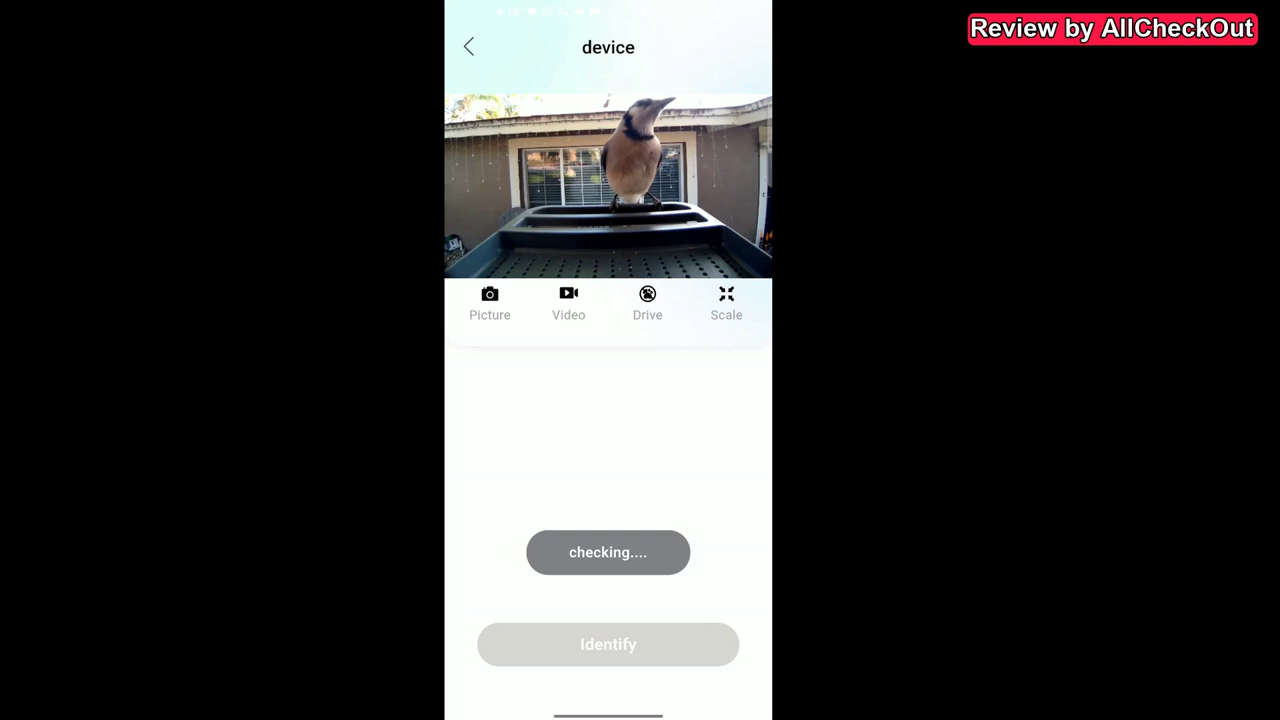 Review by AllCheckOut
device
Picture
Video
Drive
Scale
checking....
Identify